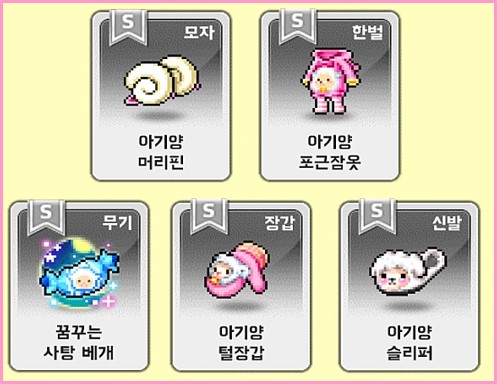 S 모자
아기양
머리핀
S 한벌
아기양
포근잠옷
S 무기
꿈꾸는
사탕 베개
S 장갑
아기양
털장갑
S 신발
아기양
슬리퍼